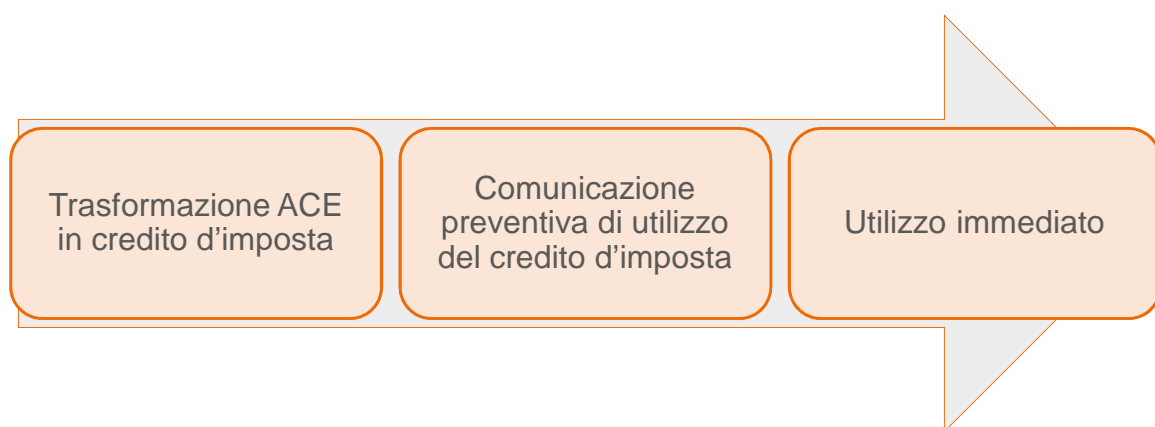 Trasformazione ACE
in credito d'imposta
Comunicazione
preventiva di utilizzo
del credito d'imposta
Utilizzo immediato